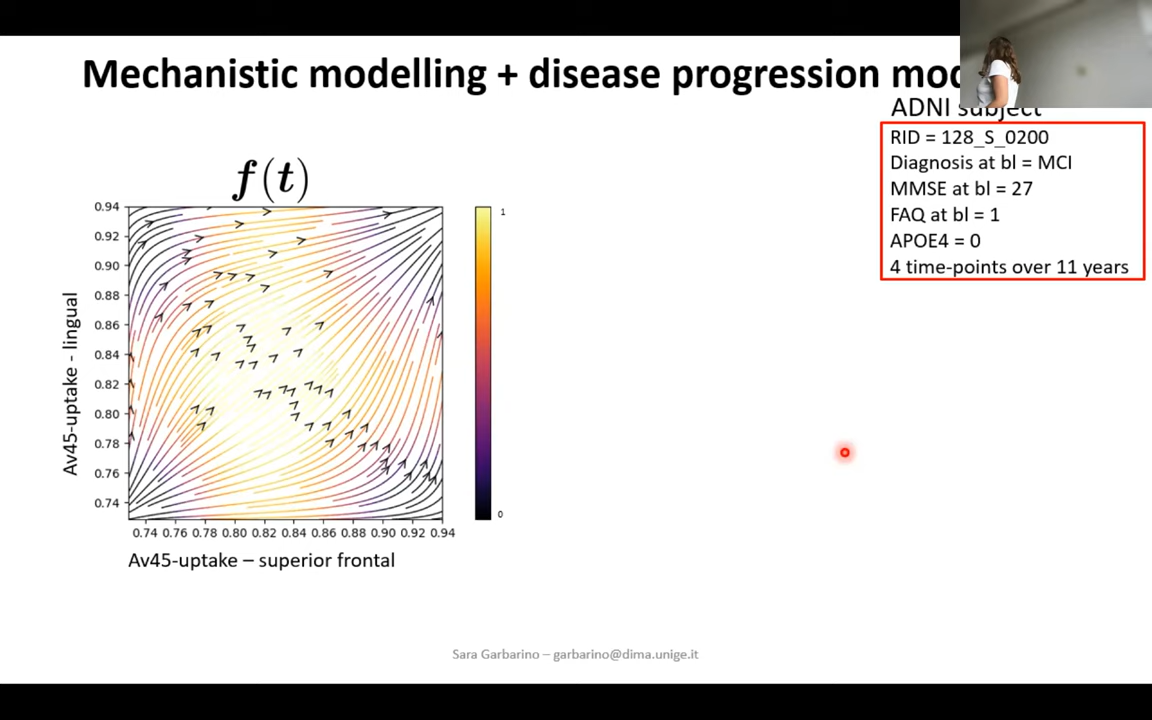 Mechanistic modelling + disease progression
ADNI subject
RID = 128_S_0200
Diagnosis at bl = MCI
MMSE at bl = 27
FAQ at bl = 1
APOE4 = 0
4 time-points over 11 years
f(t)
0.94
0.92
0.90
0.88
0.86
0.84
0.82
0.80
0.78
0.76
0.74
Av45-uptake - lingual
1
0
0.74 0.76 0.78 0.80 0.82 0.84 0.86 0.88 0.90 0.92 0.94
Av45-uptake – superior frontal
Sara Garbarino – garbarino@dima.unige.it